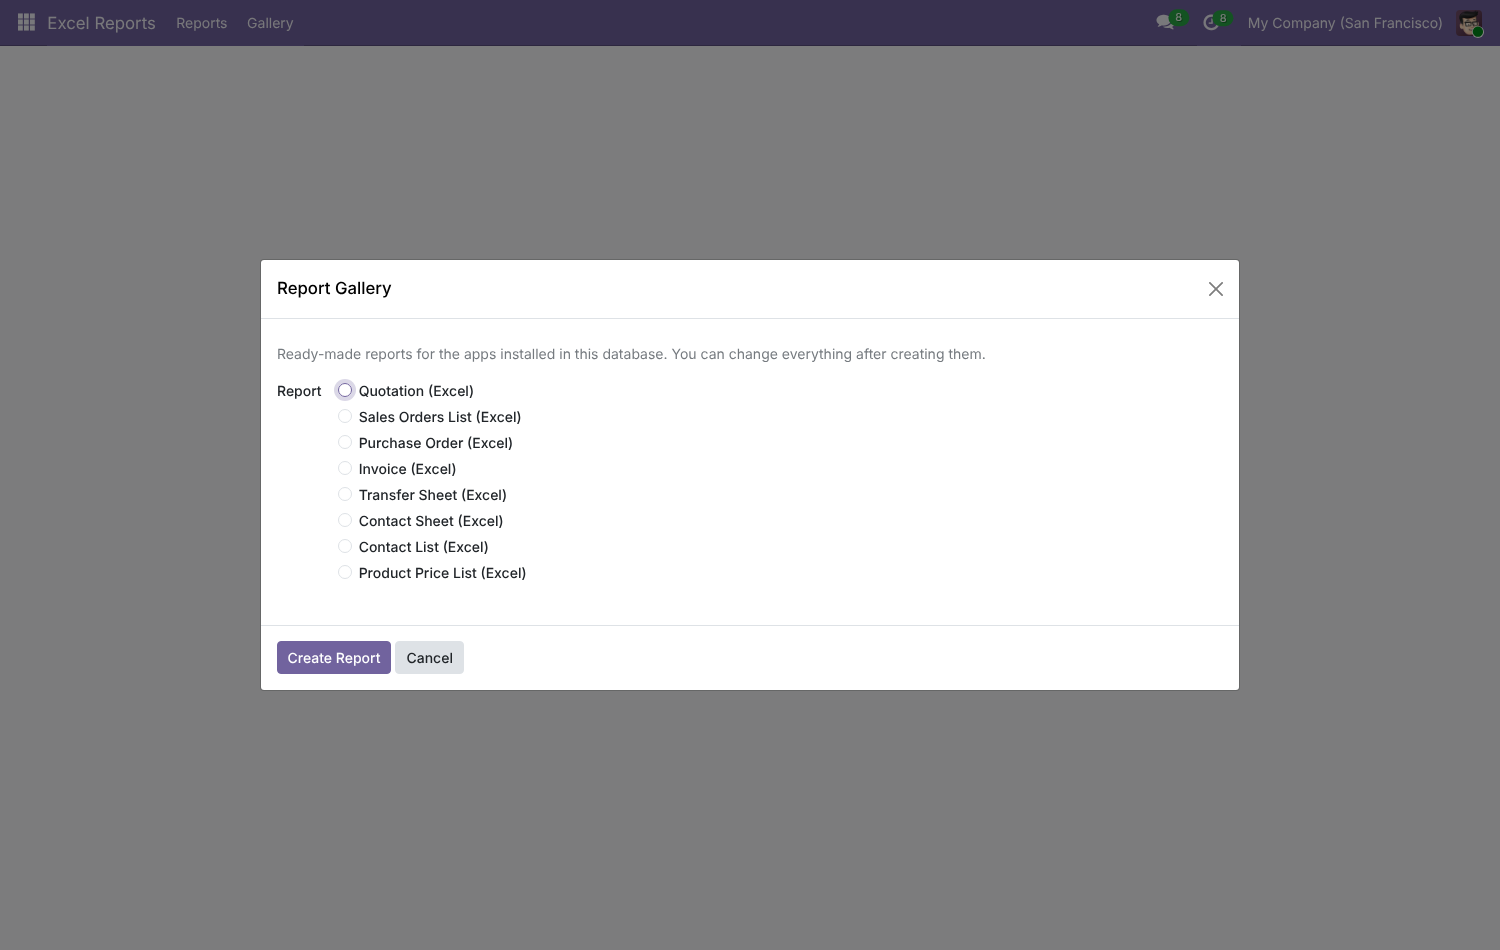 Excel Reports Reports Gallery 8 8 My Company (San Francisco)
Report Gallery
Ready-made reports for the apps installed in this database. You can change everything after creating them.
Report Quotation (Excel)
Sales Orders List (Excel)
Purchase Order (Excel)
Invoice (Excel)
Transfer Sheet (Excel)
Contact Sheet (Excel)
Contact List (Excel)
Product Price List (Excel)
Create Report Cancel